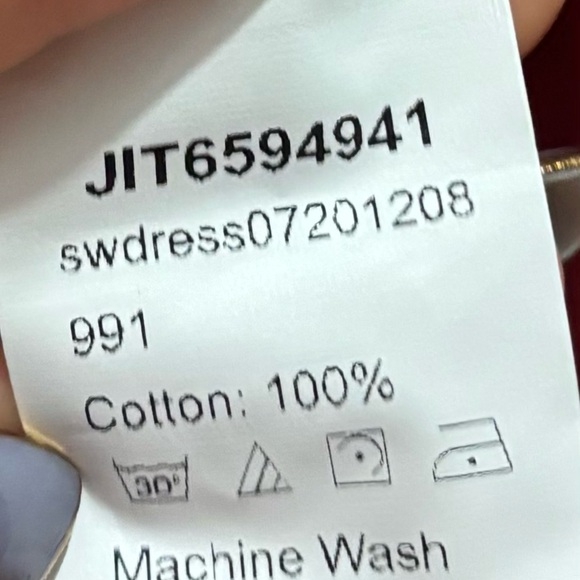 JIT6594941
swdress07201208
991
Cotton: 100%
30°
Machine Wash